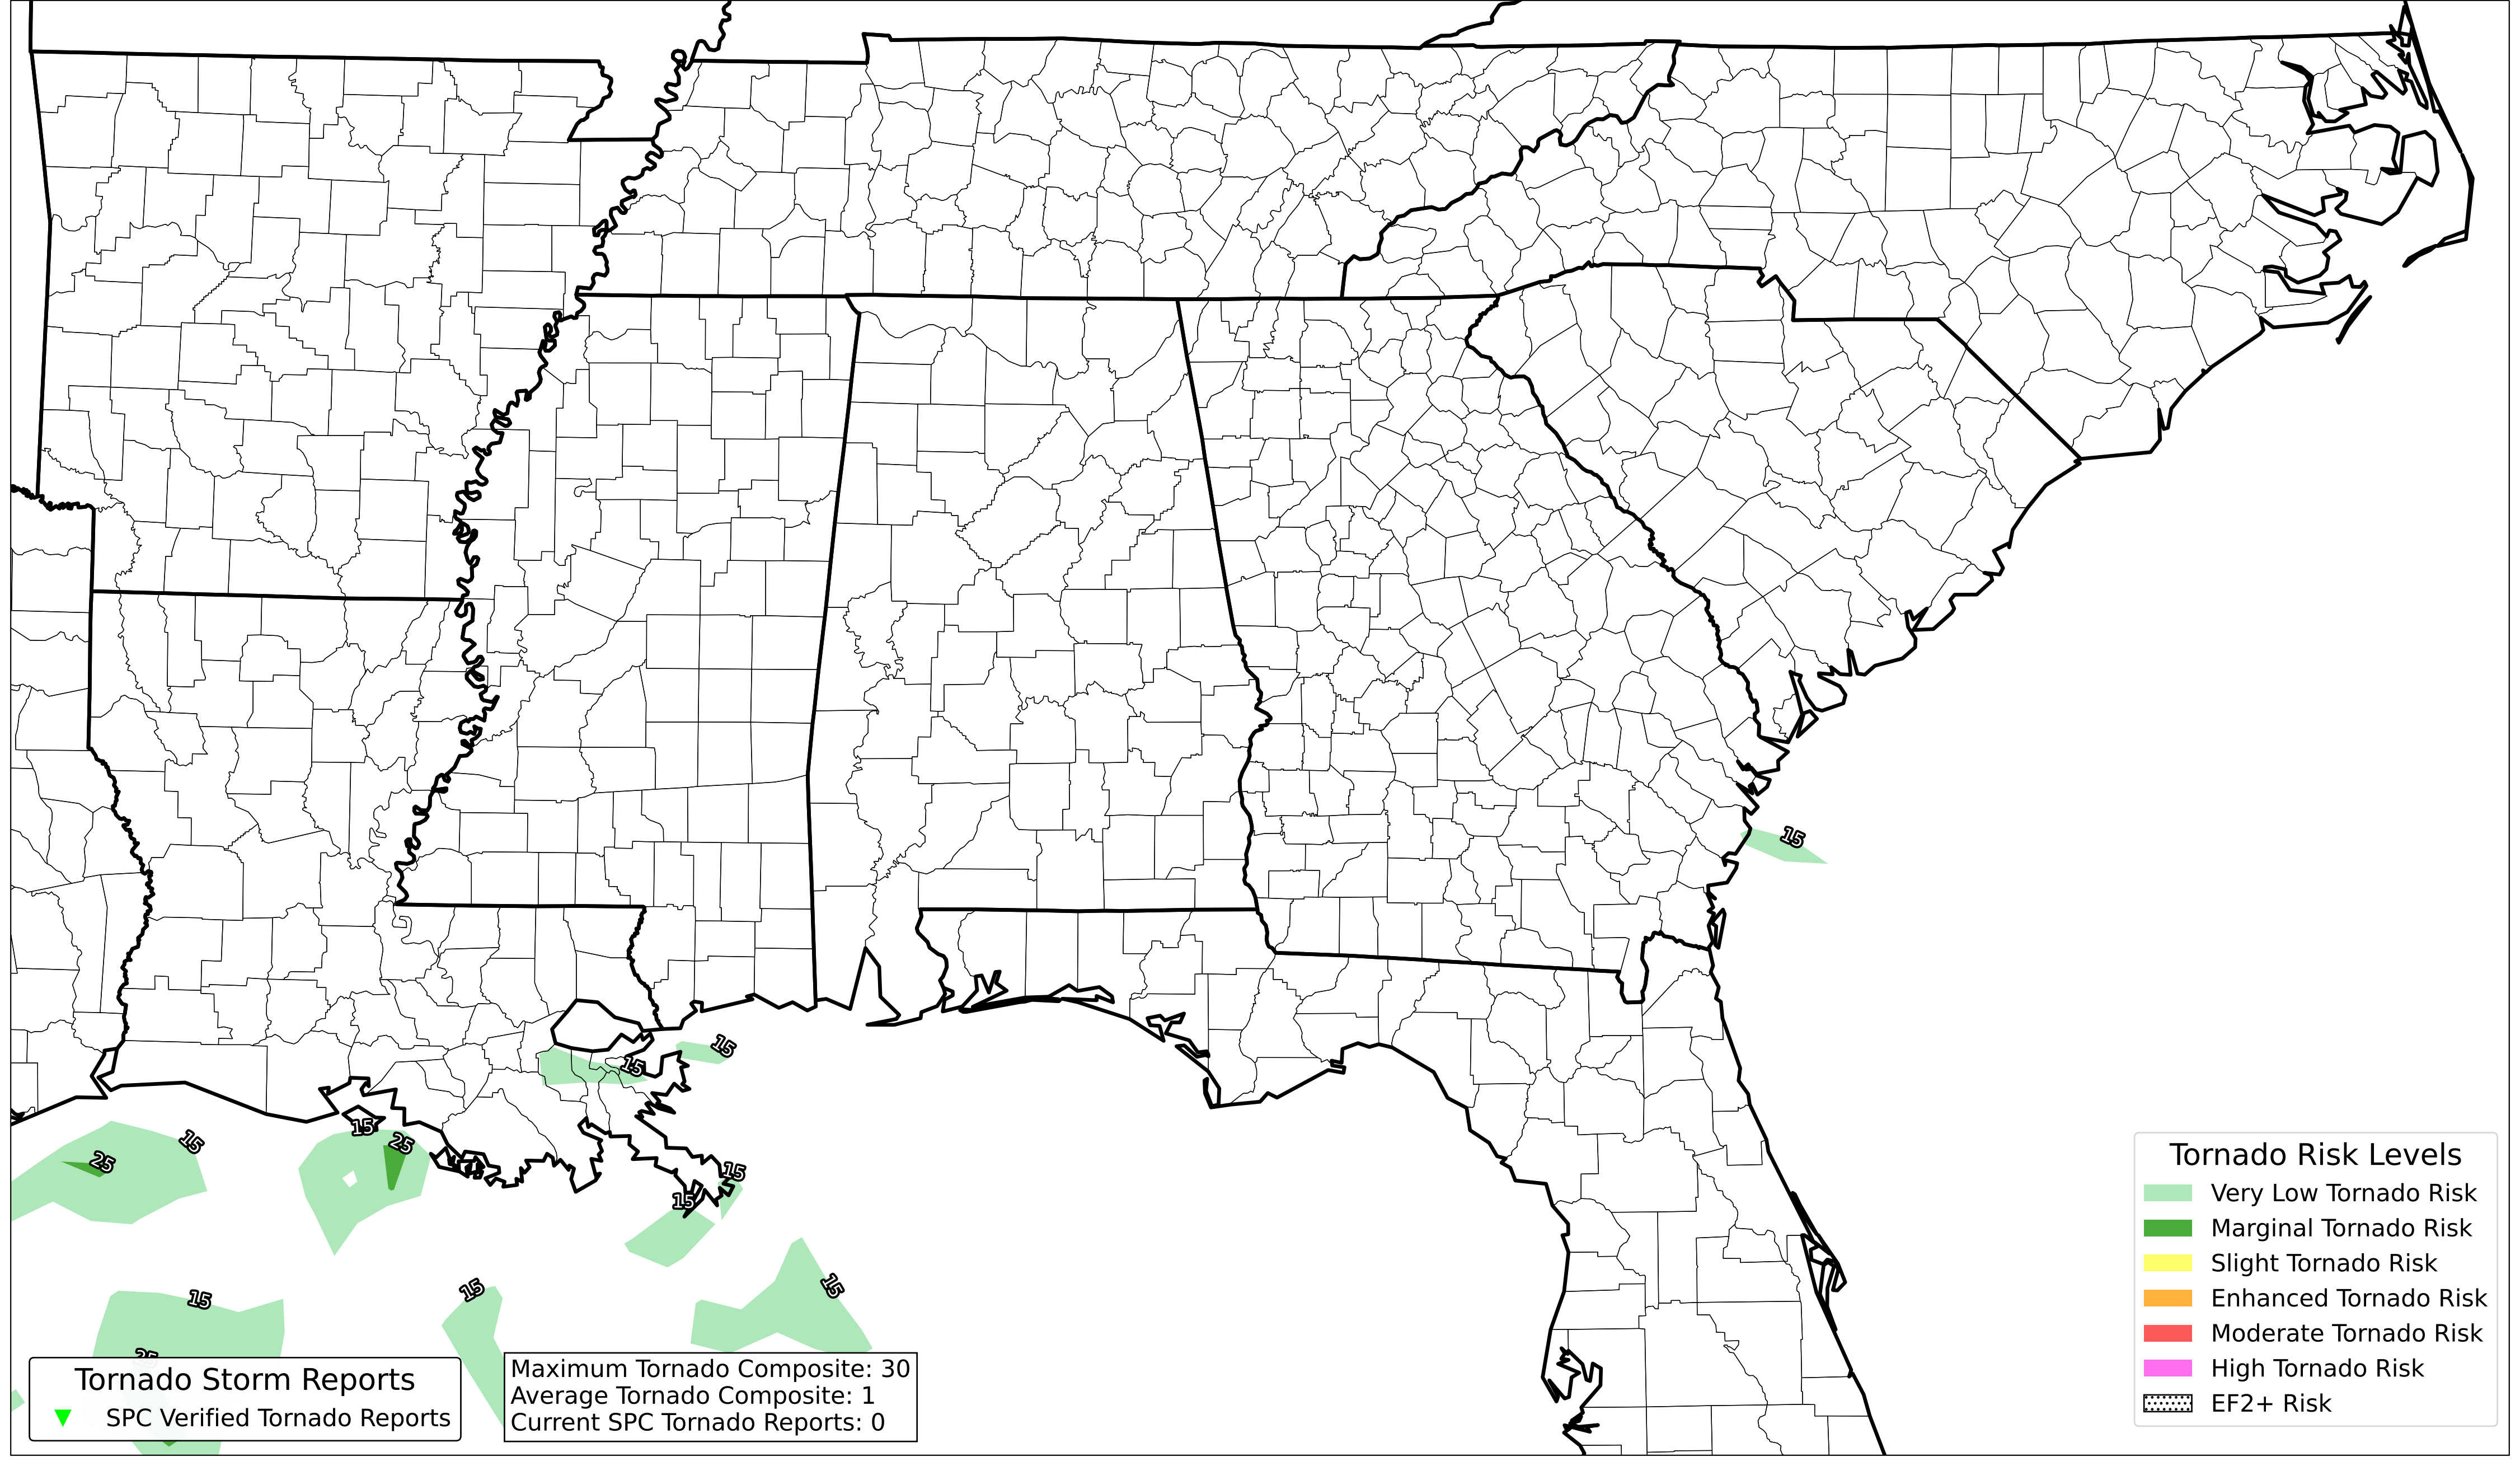 15
15
15
15
25
15
25
15
15
15
15
15
25
Tornado Storm Reports
SPC Verified Tornado Reports
Maximum Tornado Composite: 30
Average Tornado Composite: 1
Current SPC Tornado Reports: 0
Tornado Risk Levels
Very Low Tornado Risk
Marginal Tornado Risk
Slight Tornado Risk
Enhanced Tornado Risk
Moderate Tornado Risk
High Tornado Risk
EF2+ Risk